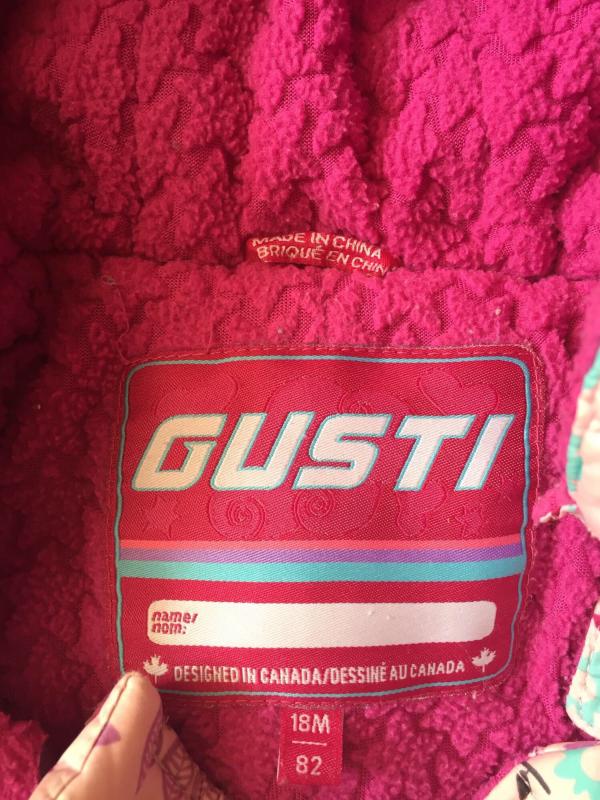 MADE IN CHINA
BRIQUÉ EN CHIN
GUSTI
name/
nom:
DESIGNED IN CANADA/DESSINÉ AU CANADA
18M
82